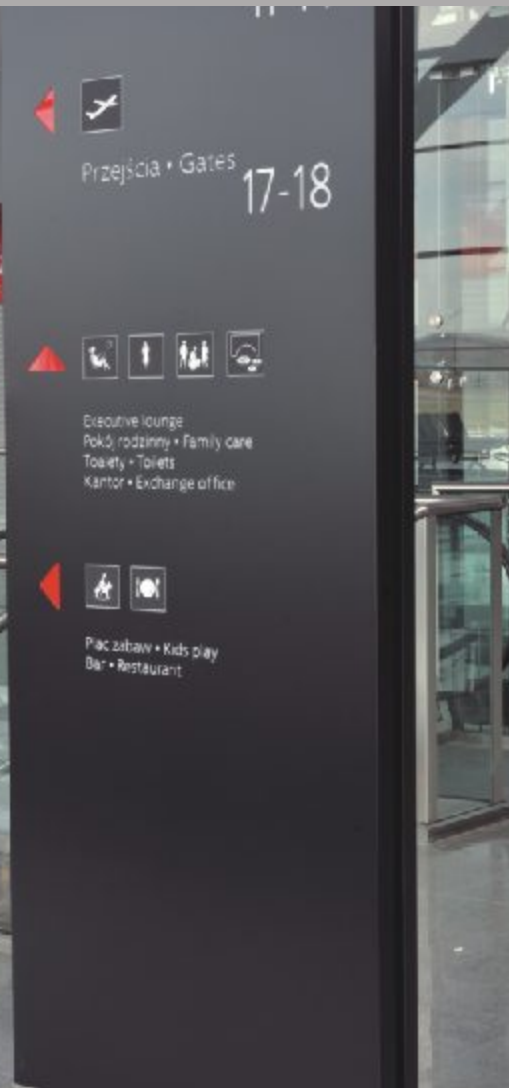 Przejścia • Gates
17-18
Executive lounge
Pokój rodzinny • Family care
Toalety • Toilets
Kantor • Exchange office
Plac zabaw • Kids play
Bar • Restaurant